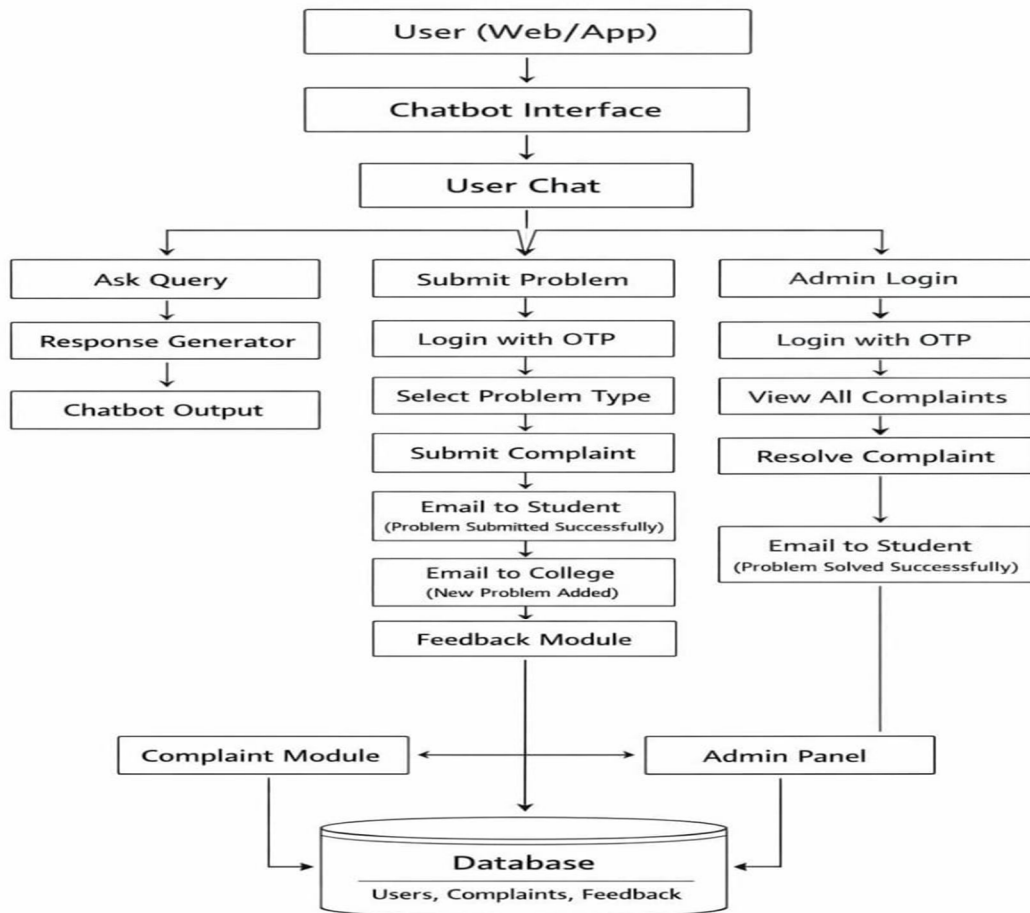 User (Web/App)
Chatbot Interface
User Chat
Ask Query
Response Generator
Chatbot Output
Submit Problem
Login with OTP
Select Problem Type
Submit Complaint
Email to Student
(Problem Submitted Successfully)
Email to College
(New Problem Added)
Feedback Module
Admin Login
Login with OTP
View All Complaints
Resolve Complaint
Email to Student
(Problem Solved Successsfully)
Complaint Module
Admin Panel
Database
Users, Complaints, Feedback